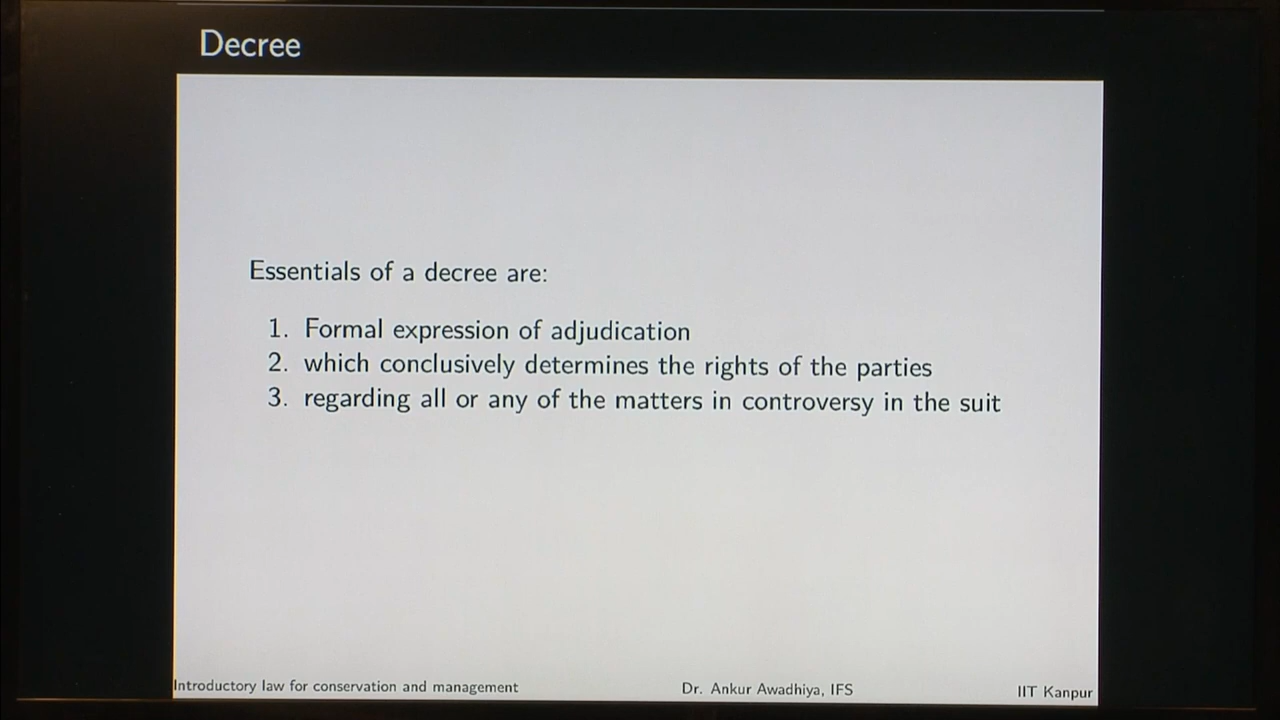 Decree
Essentials of a decree are:
1. Formal expression of adjudication
2. which conclusively determines the rights of the parties
3. regarding all or any of the matters in controversy in the suit
Introductory law for conservation and management Dr. Ankur Awadhiya, IFS IIT Kanpur